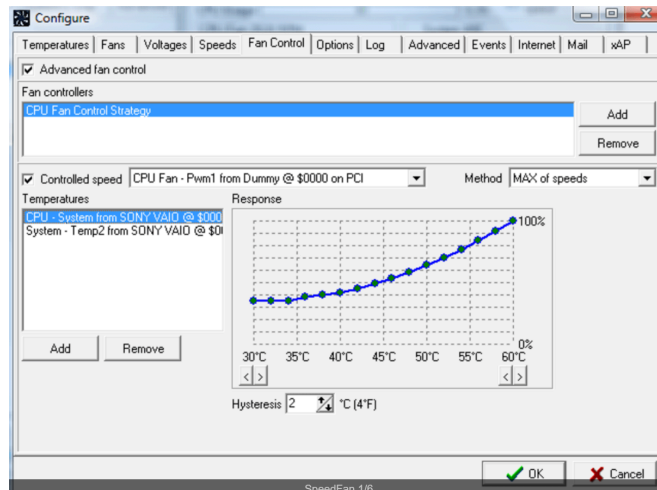 Configure
Temperatures Fans Voltages Speeds Fan Control Options Log Advanced Events Internet Mail xAP
Advanced fan control
Fan controllers
CPU Fan Control Strategy
Add
Remove
Controlled speed CPU Fan - Pwm1 from Dummy @ $0000 on PCI Method MAX of speeds
Temperatures Response
CPU - System from SONY VAIO @ $000 100%
System - Temp2 from SONY VAIO @
0%
Add Remove
30°C 35°C 40°C 45°C 50°C 55°C 60°C
< > < >
Hysteresis 2 °C (4°F)
OK Cancel
SpeedFan 1/6